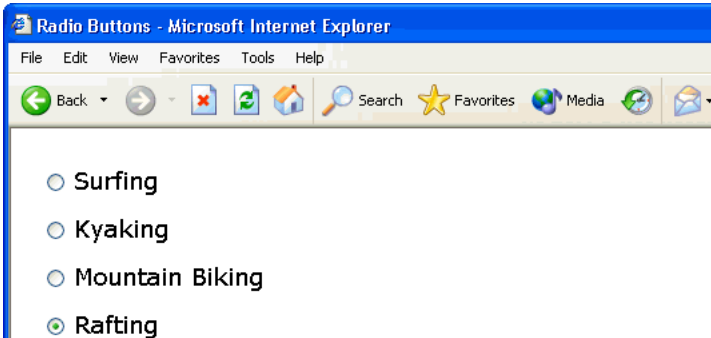 Radio Buttons - Microsoft Internet Explorer
File Edit View Favorites Tools Help
Back Search Favorites Media
Surfing
Kyaking
Mountain Biking
Rafting